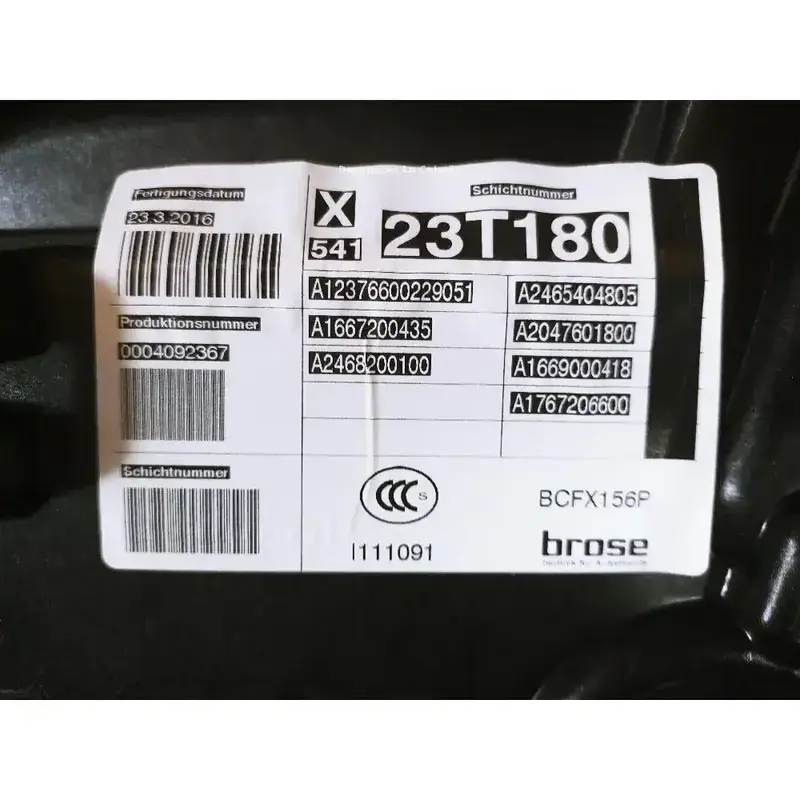 Fertigungsdatum
23.3.2016
Produktionsnummer
0004092367
Schichtnummer
X
541
Schichtnummer
23T180
A12376600229051
A2465404805
A1667200435
A2047601800
A2468200100
A1669000418
A1767206600
CCC S
I111091
BCFX156P
brose